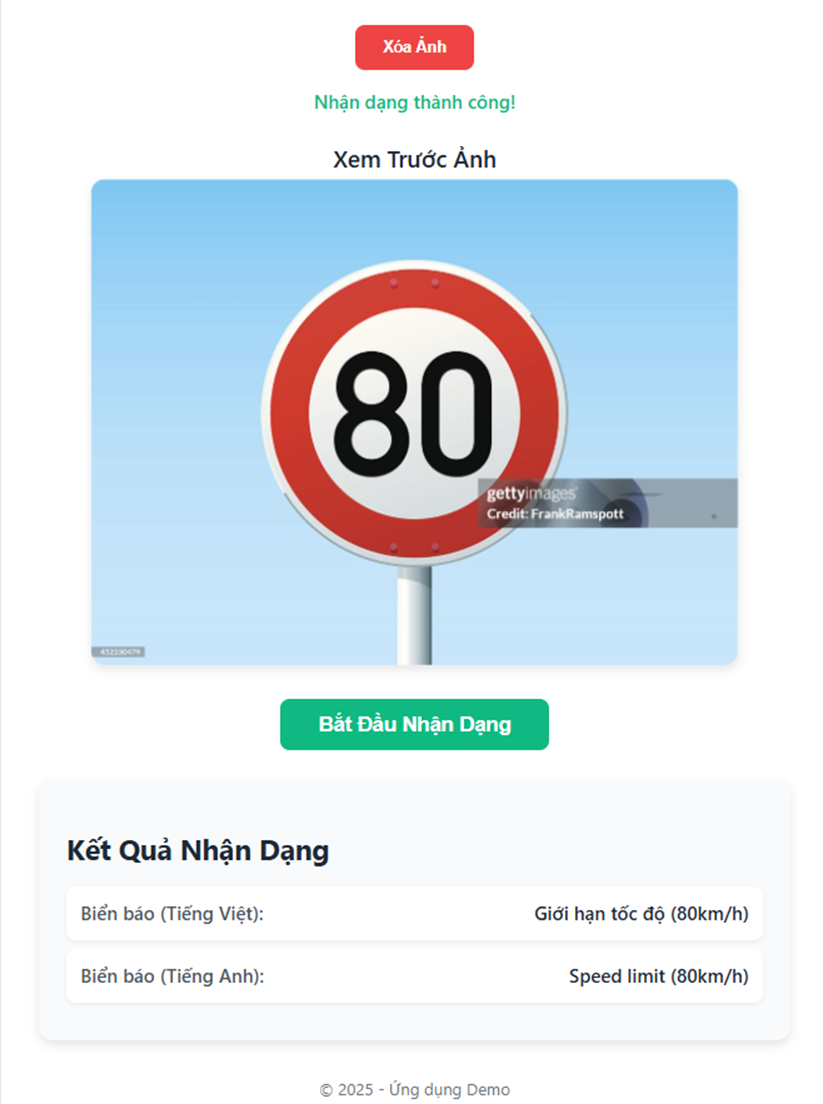 Xóa Ảnh
Nhận dạng thành công!
Xem Trước Ảnh
80
gettyimages®
Credit: FrankRamspott
452230479
Bắt Đầu Nhận Dạng
Kết Quả Nhận Dạng
Biển báo (Tiếng Việt): Giới hạn tốc độ (80km/h)
Biển báo (Tiếng Anh): Speed limit (80km/h)
© 2025 - Ứng dụng Demo